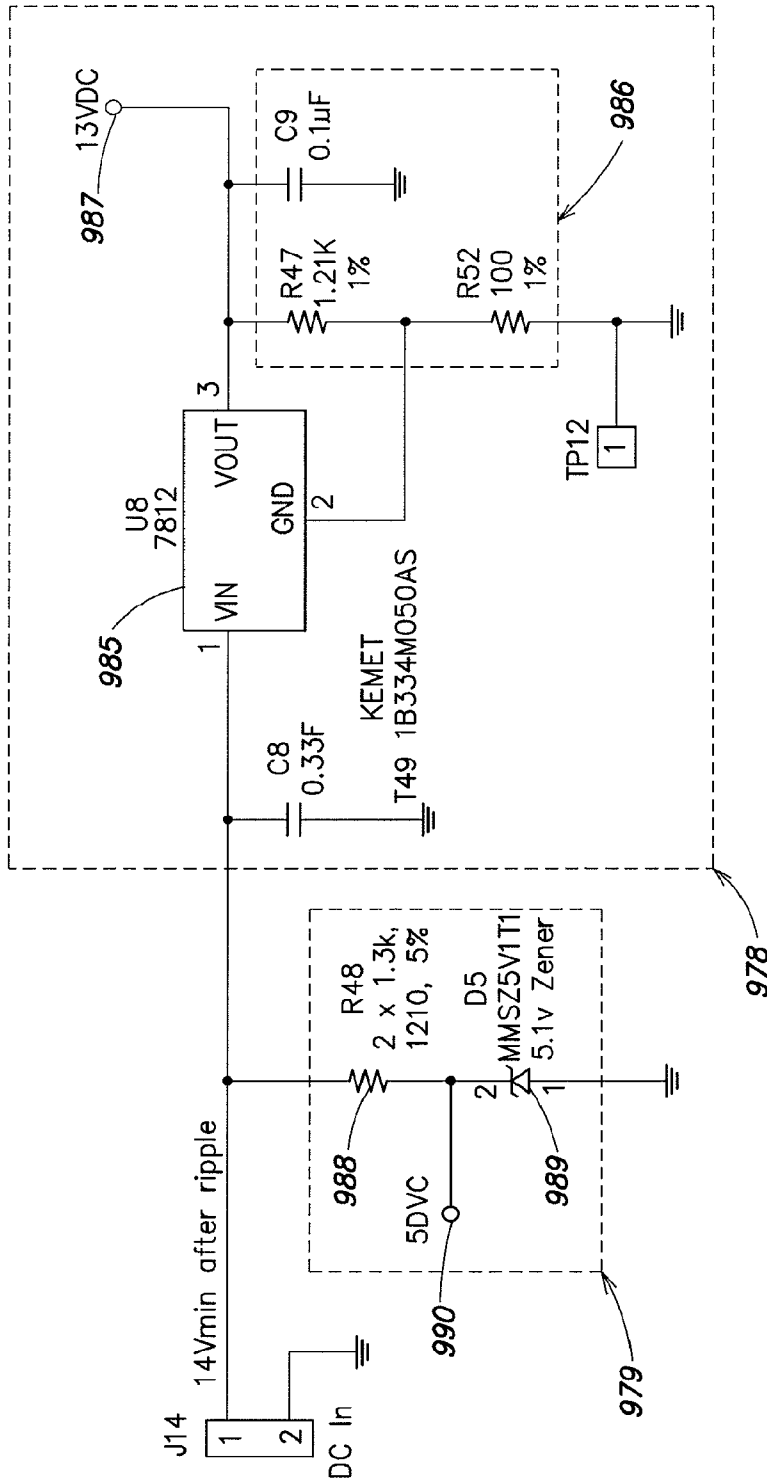 J14
1
2
DC In
14Vmin after ripple
979
990
5DVC
988
R48
2 x 1.3k,
1210, 5%
989
2
1
D5
MMSZ5V1T1
5.1v Zener
978
C8
0.33F
KEMET
T49 1B334M050AS
985
U8
7812
1
VIN
VOUT
3
GND
2
TP12
1
R47
1.21K
1%
R52
100
1%
C9
0.1µF
987
13VDC
986